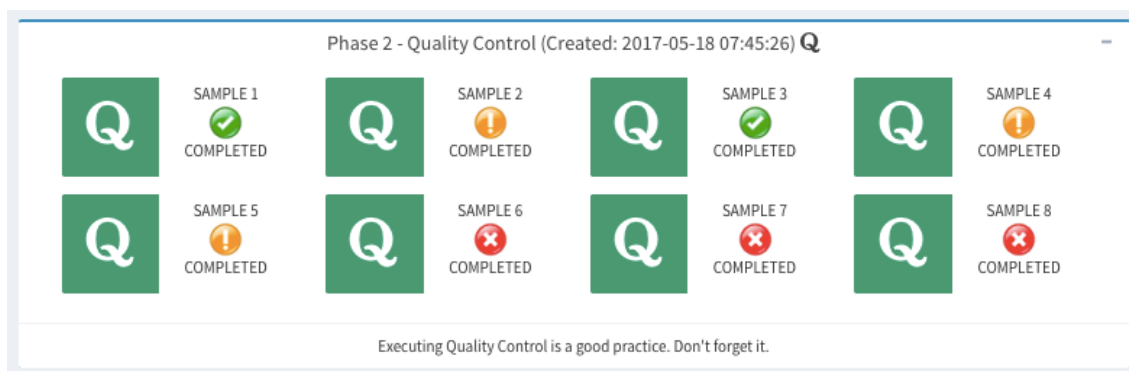 Phase 2 - Quality Control (Created: 2017-05-18 07:45:26) Q
Q SAMPLE 1 COMPLETED
Q SAMPLE 2 COMPLETED
Q SAMPLE 3 COMPLETED
Q SAMPLE 4 COMPLETED
Q SAMPLE 5 COMPLETED
Q SAMPLE 6 COMPLETED
Q SAMPLE 7 COMPLETED
Q SAMPLE 8 COMPLETED
Executing Quality Control is a good practice. Don't forget it.